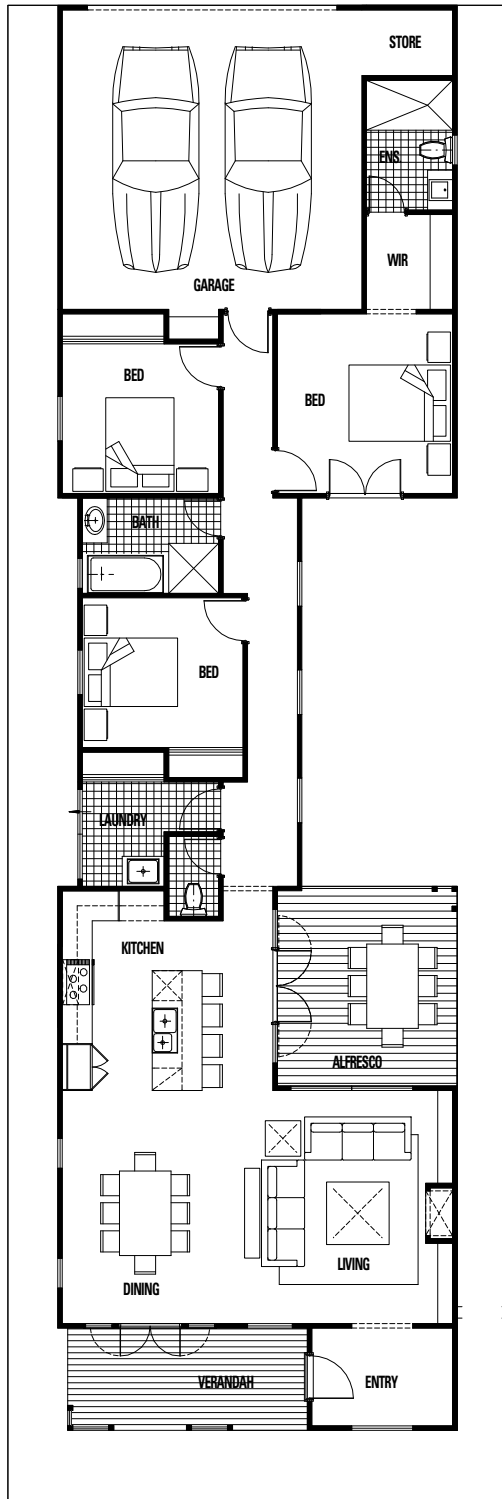 STORE
ENS
WIR
GARAGE
BED
BED
BATH
BED
LAUNDRY
KITCHEN
ALFRESCO
LIVING
DINING
VERANDAH
ENTRY